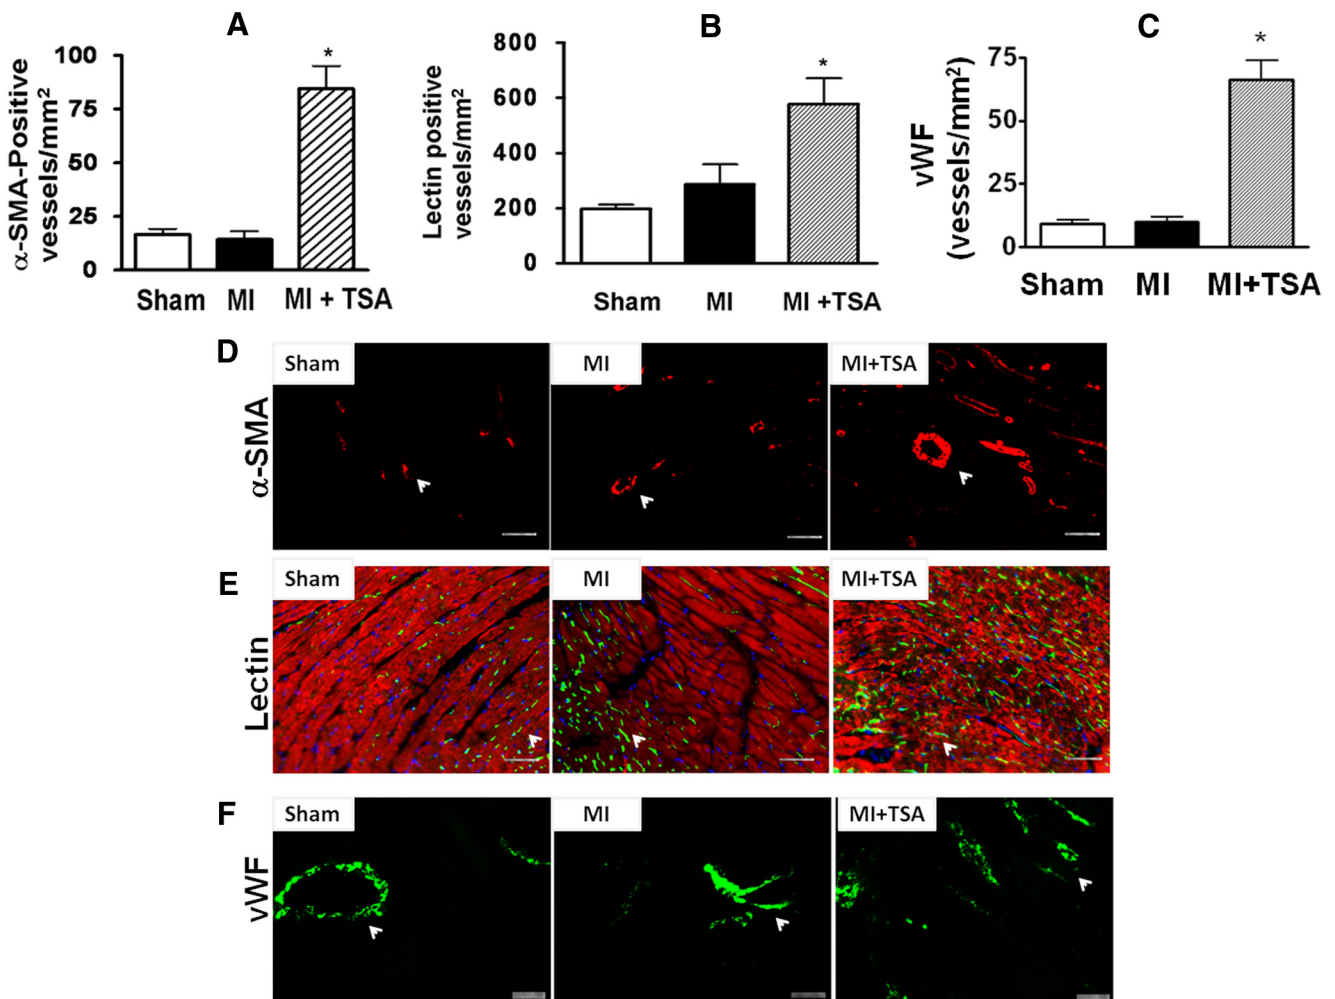 A
α-SMA-Positive
vessels/mm²
100
75
50
25
0
*
Sham MI MI + TSA
B
Lectin positive
vessels/mm²
800
600
400
200
0
*
Sham MI MI +TSA
C
vWF
(vessels/mm²)
75
50
25
0
*
Sham MI MI+TSA
D
α-SMA
Sham MI MI+TSA
E
Lectin
Sham MI MI+TSA
F
vWF
Sham MI MI+TSA